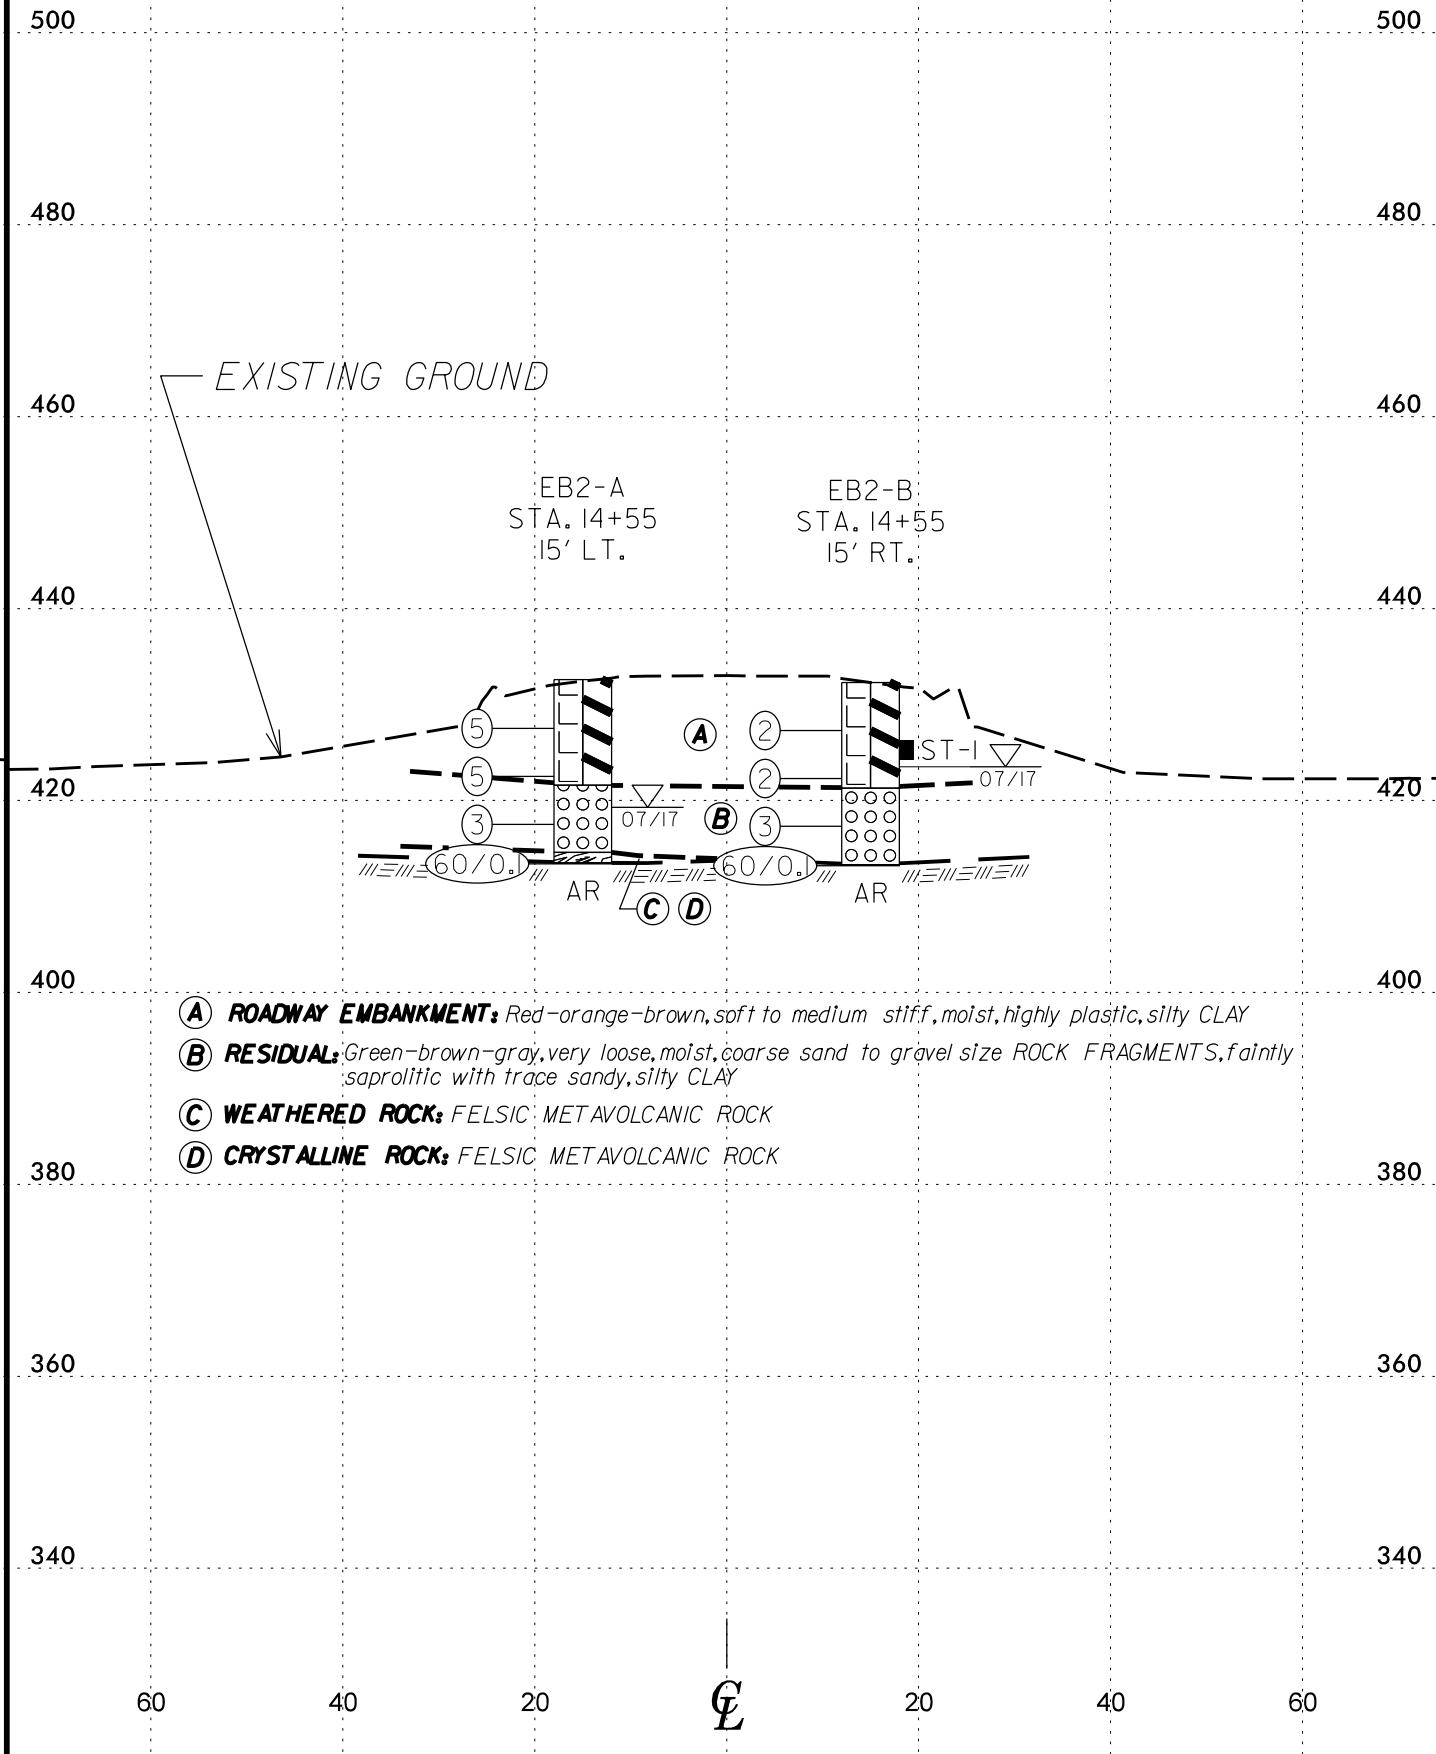 500 500
480 480
EXISTING GROUND
460 460
EB2-A
STA. 14+55
15' LT.
EB2-B
STA. 14+55
15' RT.
440 440
5 A 2
ST-1
5 2 07/17
420 420
3 07/17 B 3
60/0.1 60/0.1
AR AR
C D
400 400
A ROADWAY EMBANKMENT: Red-orange-brown, soft to medium stiff, moist, highly plastic, silty CLAY
B RESIDUAL: Green-brown-gray, very loose, moist, coarse sand to gravel size ROCK FRAGMENTS, faintly
saprolitic with trace sandy, silty CLAY
C WEATHERED ROCK: FELSIC METAVOLCANIC ROCK
D CRYSTALLINE ROCK: FELSIC METAVOLCANIC ROCK
380 380
360 360
340 340
60 40 20 ℄ 20 40 60